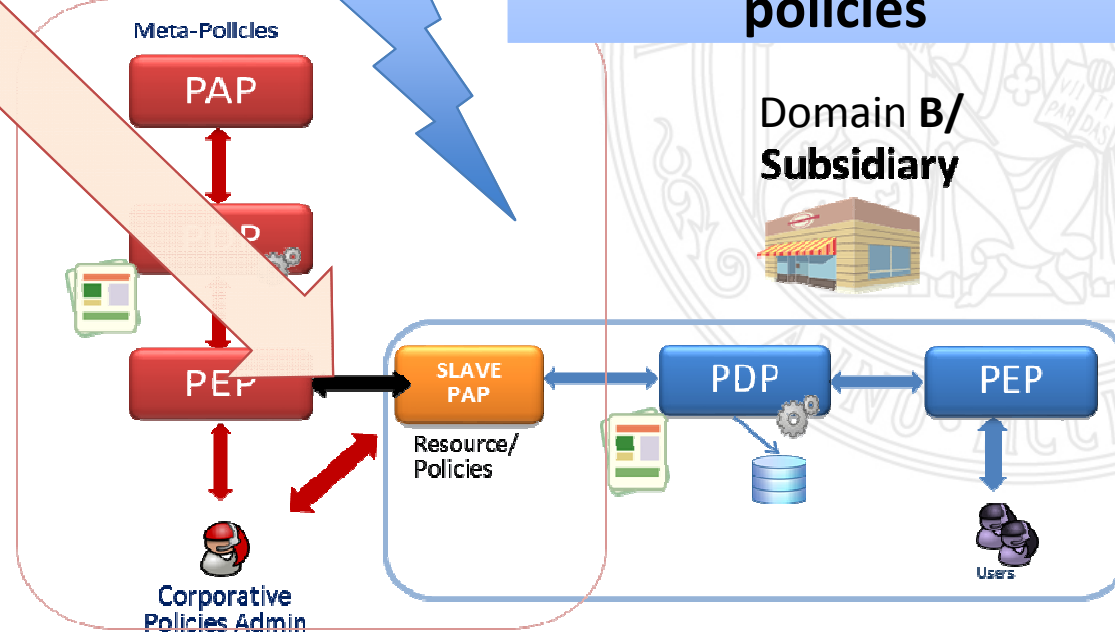 policies
Meta-Policies
PAP
Domain B/
Subsidiary
PEP
SLAVE
PAP
Resource/
Policies
PDP
PEP
Users
Corporative
Policies Admin